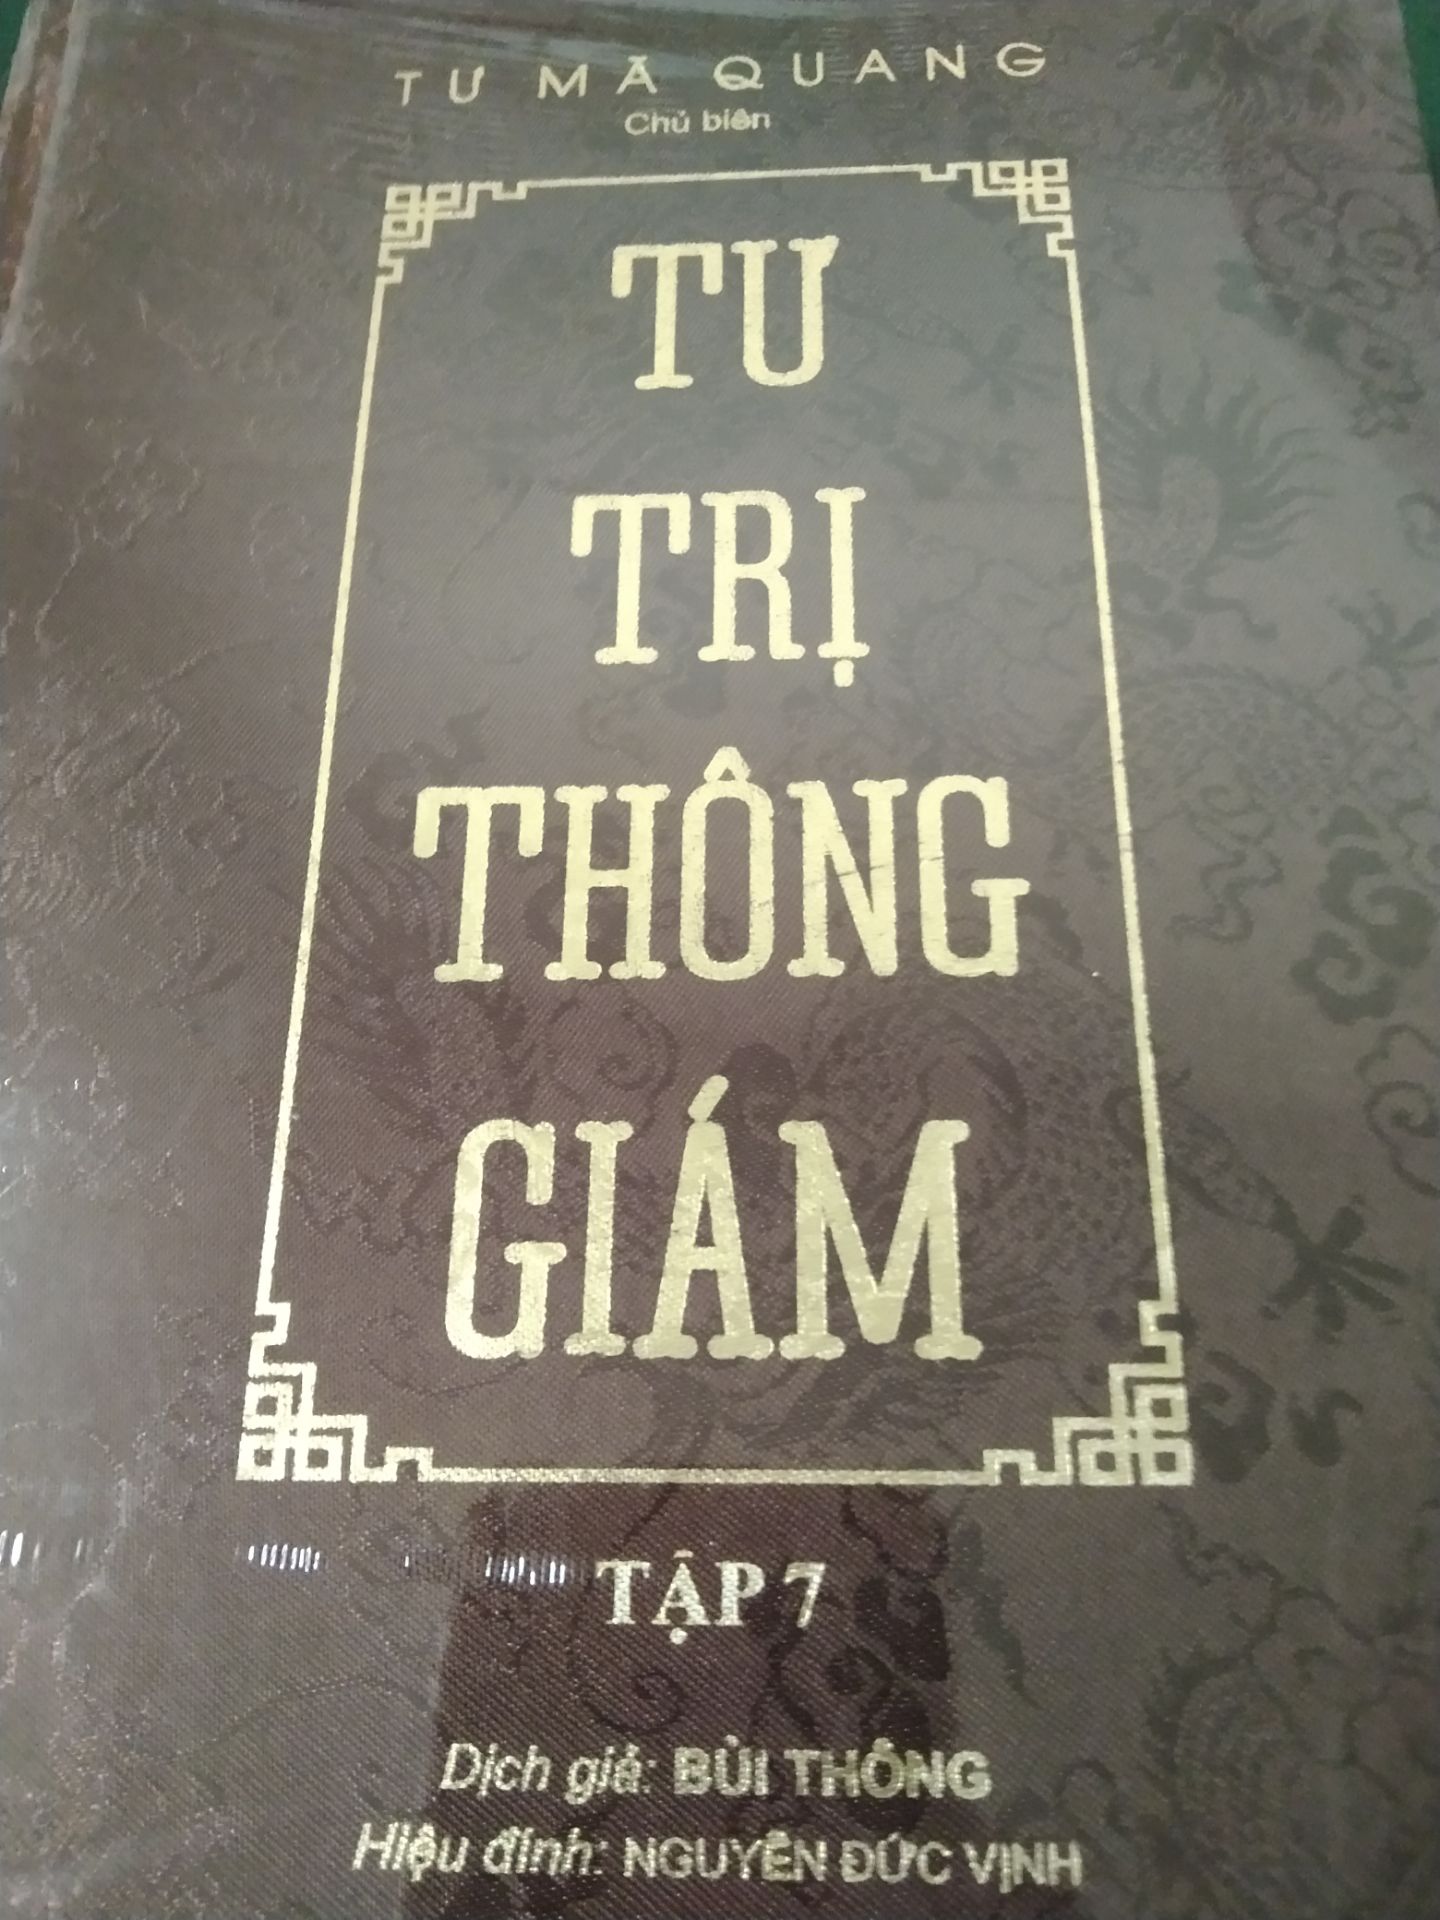 TƯ MÃ QUANG
Chủ biên
TƯ
TRỊ
THÔNG
GIÁM
TẬP 7
Dịch giả: BÙI THÔNG
Hiệu đính: NGUYỄN ĐỨC VỊNH